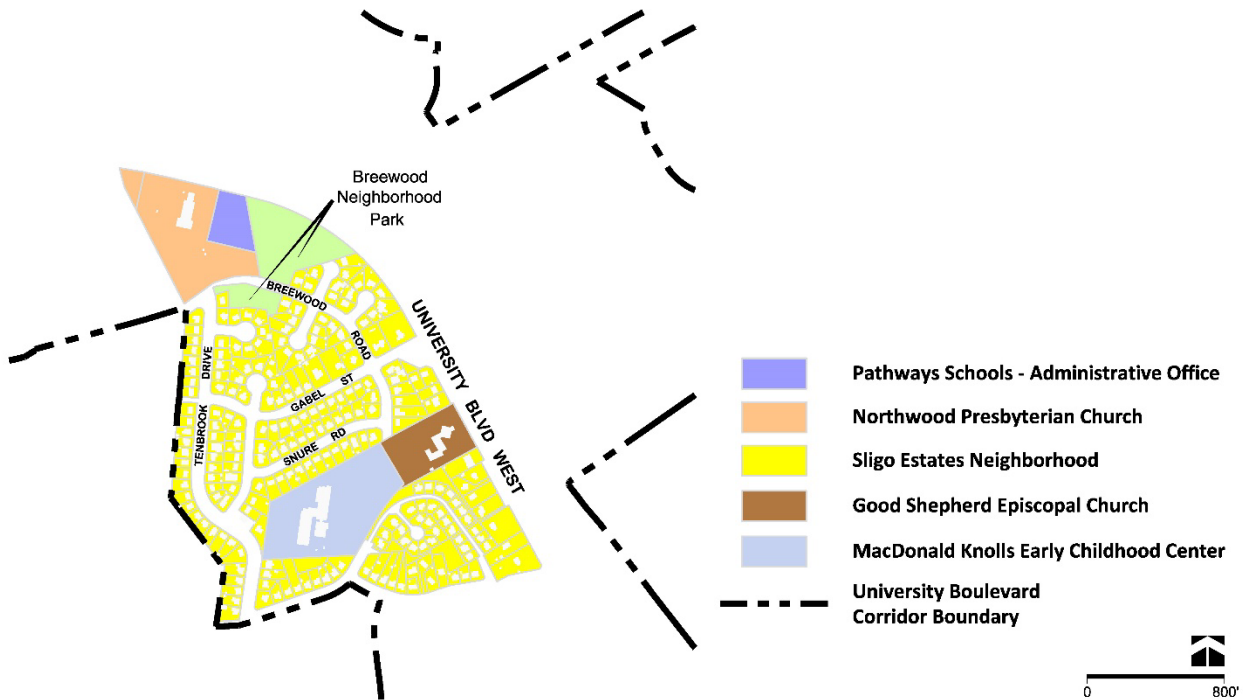 Breewood
Neighborhood
Park
BREEWOOD
ROAD
UNIVERSITY BLVD WEST
DRIVE
TENBROOK
GABEL ST
SNURE RD
Pathways Schools - Administrative Office
Northwood Presbyterian Church
Sligo Estates Neighborhood
Good Shepherd Episcopal Church
MacDonald Knolls Early Childhood Center
University Boulevard
Corridor Boundary
0 800'